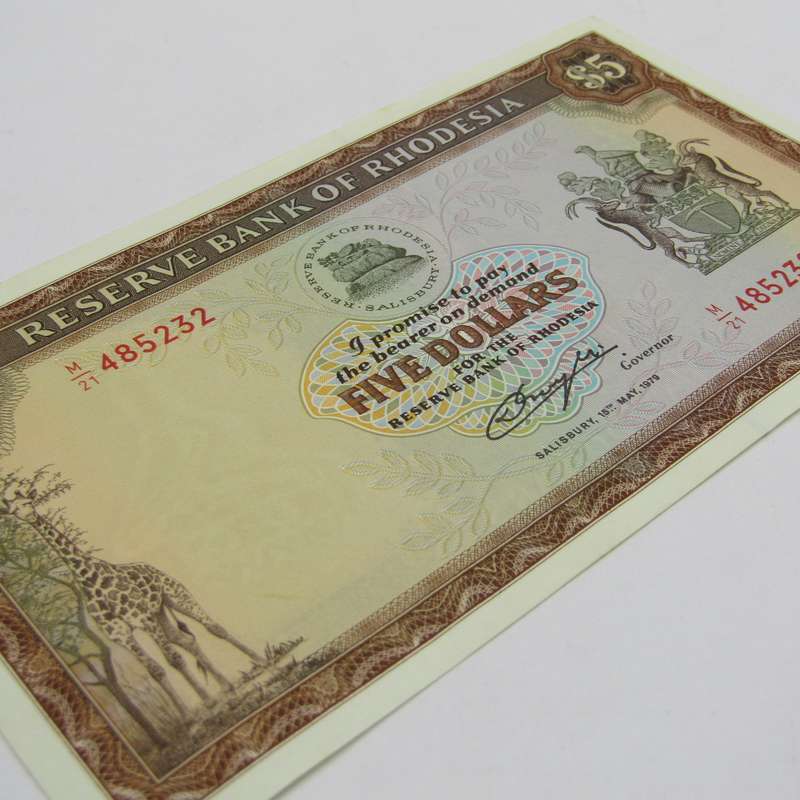 $5
RESERVE BANK OF RHODESIA
RESERVE BANK OF RHODESIA
SALISBURY
M/21 485232
M/21 485232
I promise to pay
the bearer on demand
FIVE DOLLARS
FOR THE
RESERVE BANK OF RHODESIA
Governor
SALISBURY, 15TH MAY, 1979